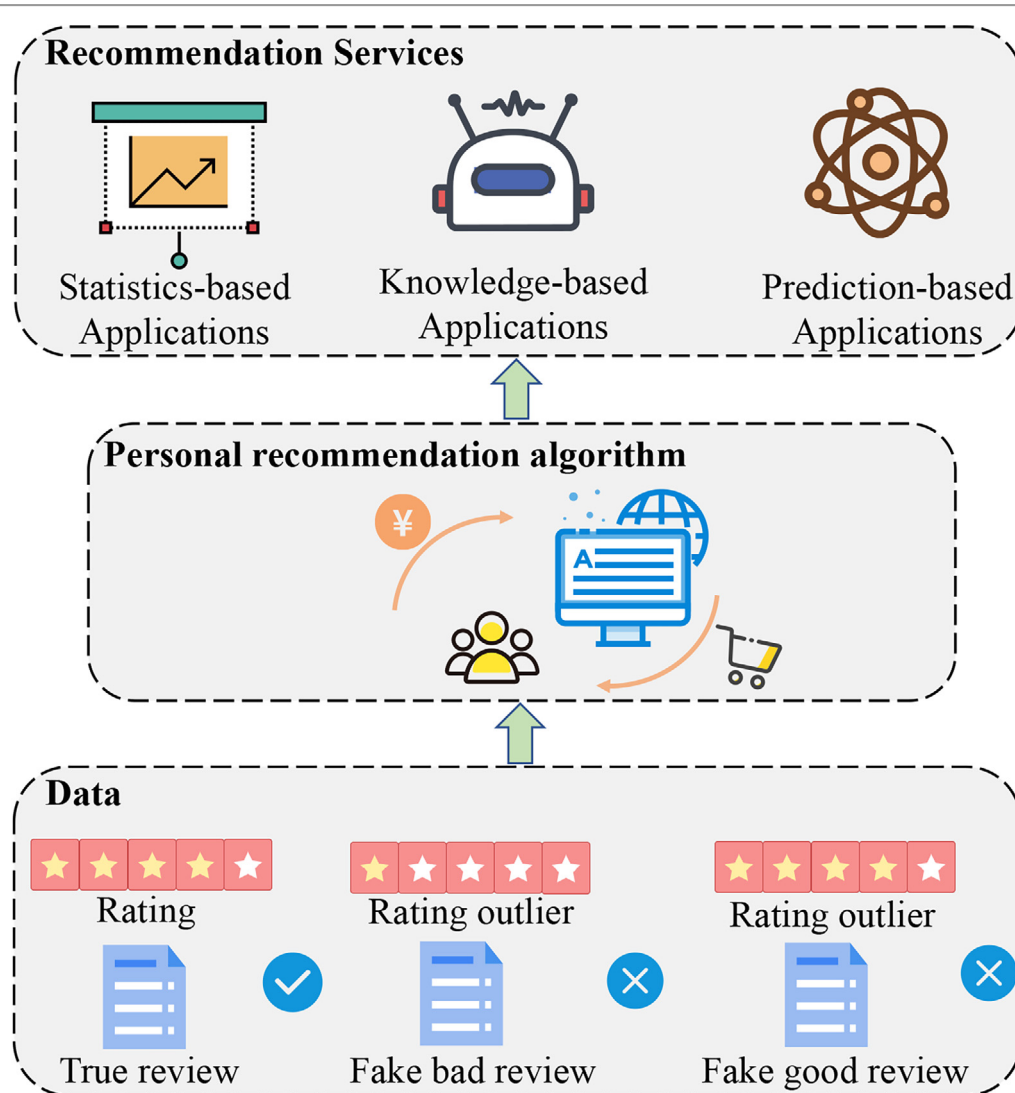 Recommendation Services
Statistics-based
Applications
Knowledge-based
Applications
Prediction-based
Applications
Personal recommendation algorithm
¥
A
Data
Rating
Rating outlier
Rating outlier
True review
Fake bad review
Fake good review